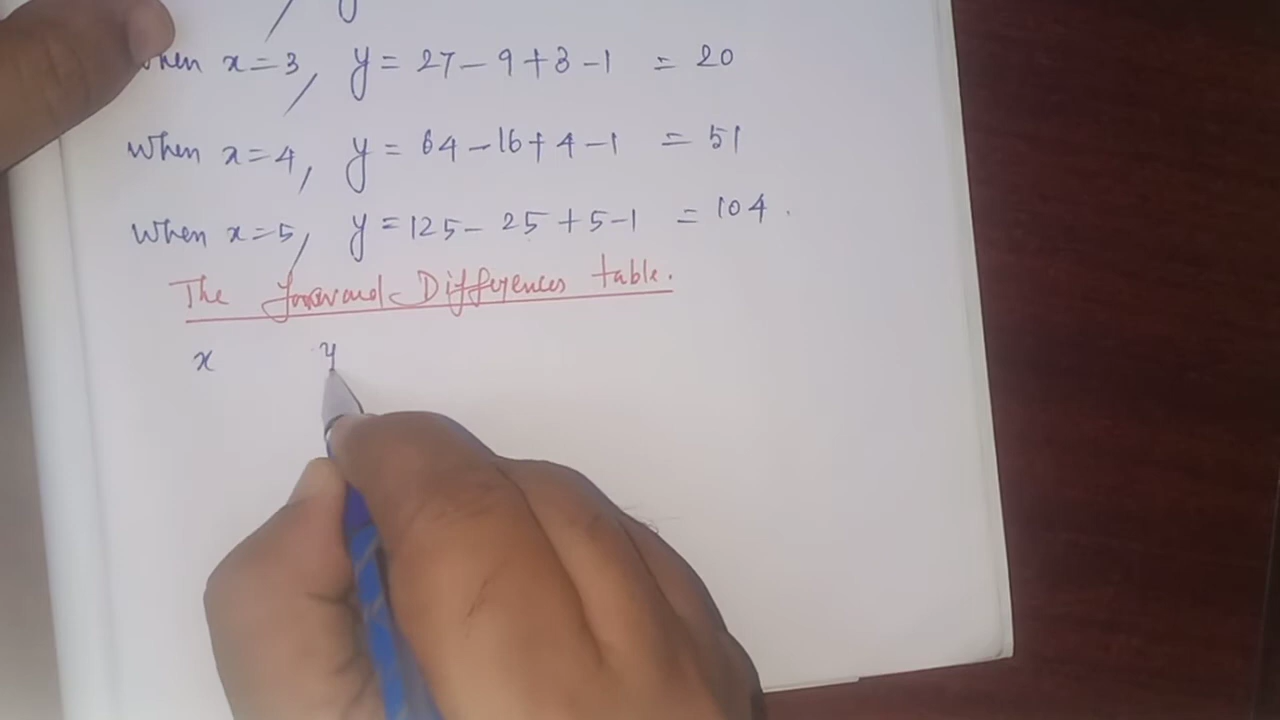 y
When x=3, y = 27 - 9 + 3 - 1 = 20
When x=4, y = 64 - 16 + 4 - 1 = 51
When x=5, y = 125 - 25 + 5 - 1 = 104.
The forward Differences table.
x y